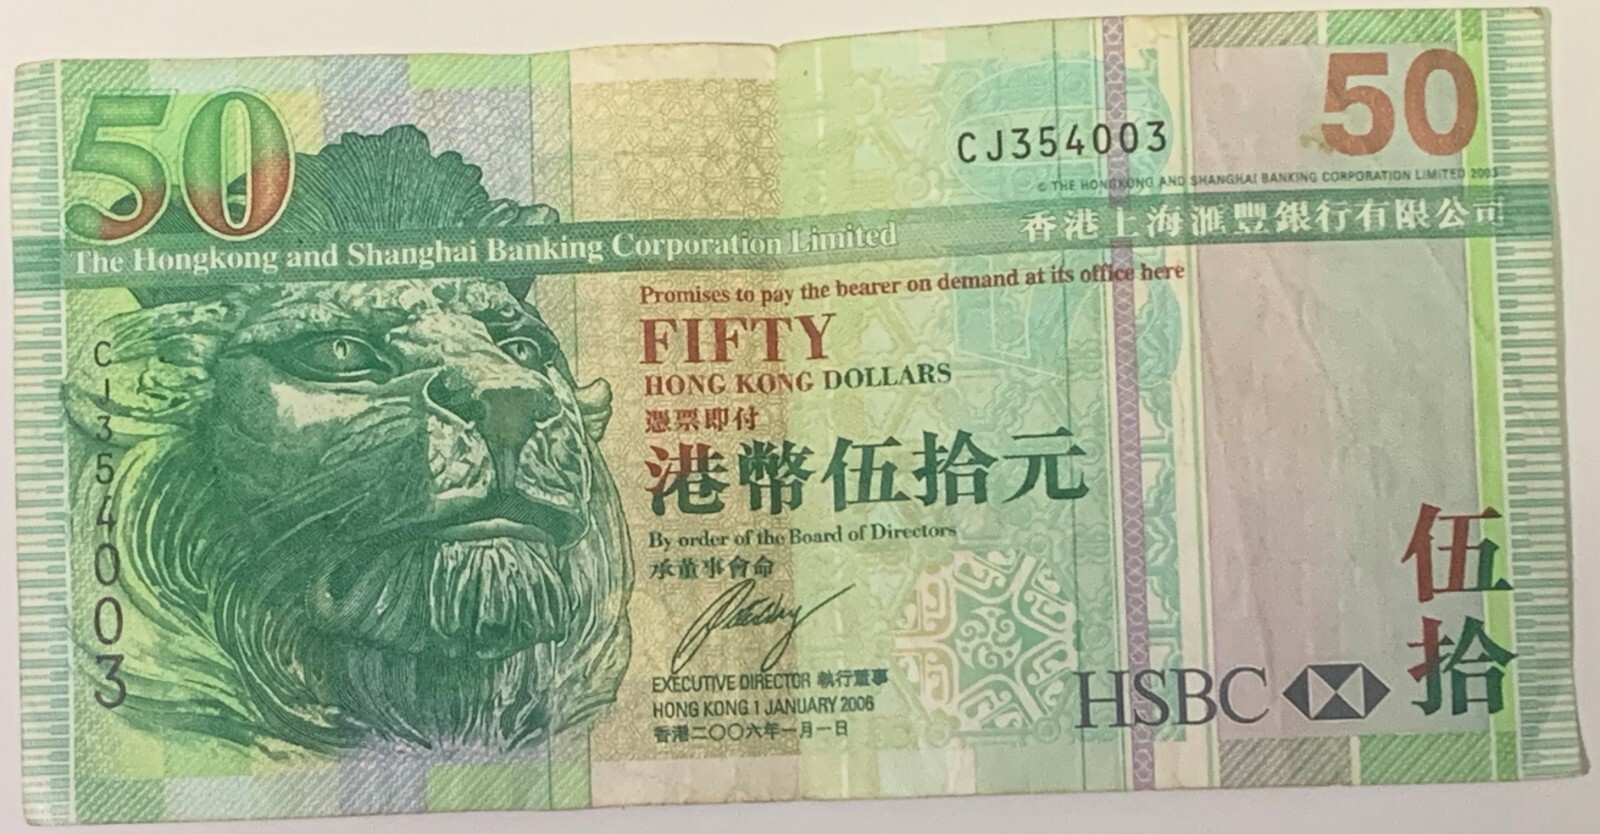 50
CJ354003
50
© THE HONGKONG AND SHANGHAI BANKING CORPORATION LIMITED 2003
The Hongkong and Shanghai Banking Corporation Limited
香港上海滙豐銀行有限公司
Promises to pay the bearer on demand at its office here
FIFTY
HONG KONG DOLLARS
憑票即付
港幣伍拾元
By order of the Board of Directors
承董事會命
EXECUTIVE DIRECTOR 執行董事
HONG KONG 1 JANUARY 2006
香港二〇〇六年一月一日
CJ354003
HSBC
伍拾